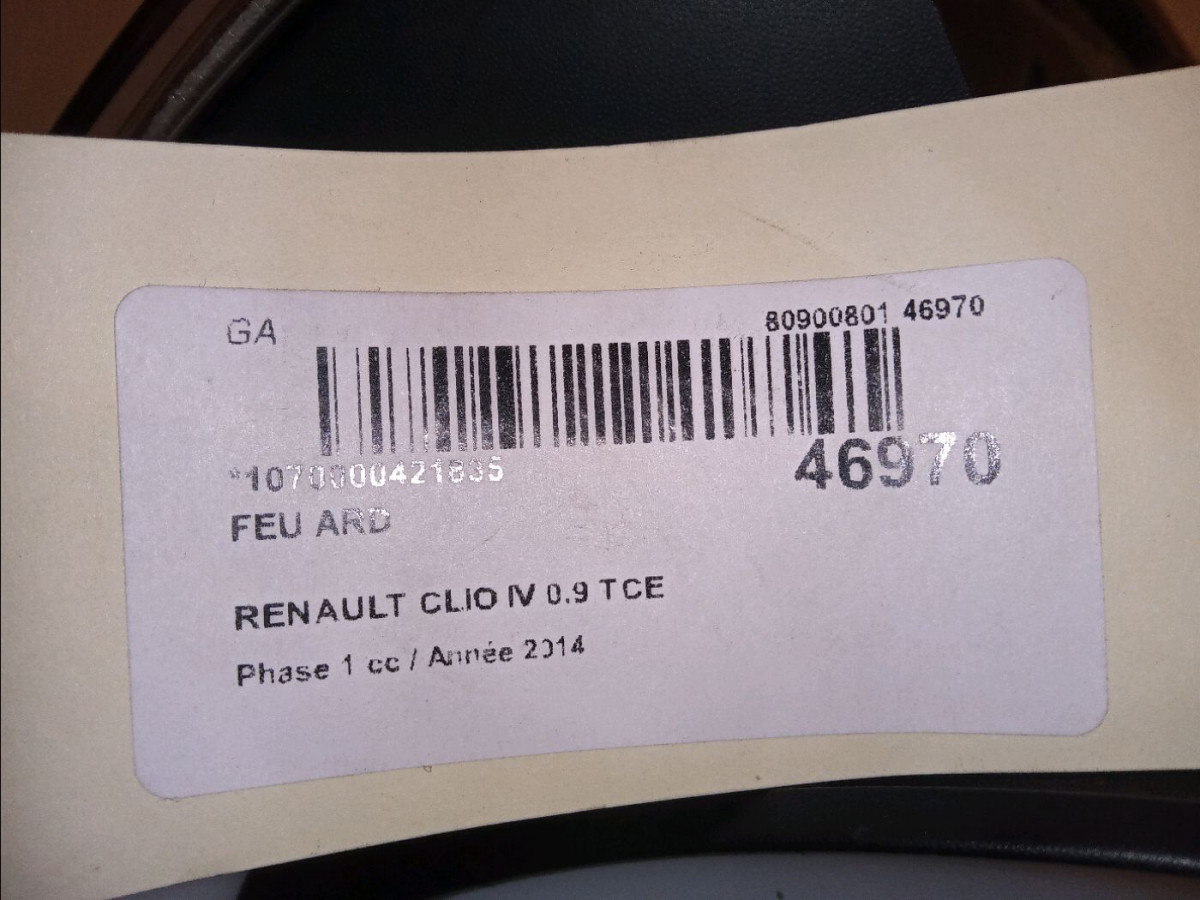 GA
80900801 46970
*1070000421835
46970
FEU ARD
RENAULT CLIO IV 0.9 TCE
Phase 1 cc / Année 2014